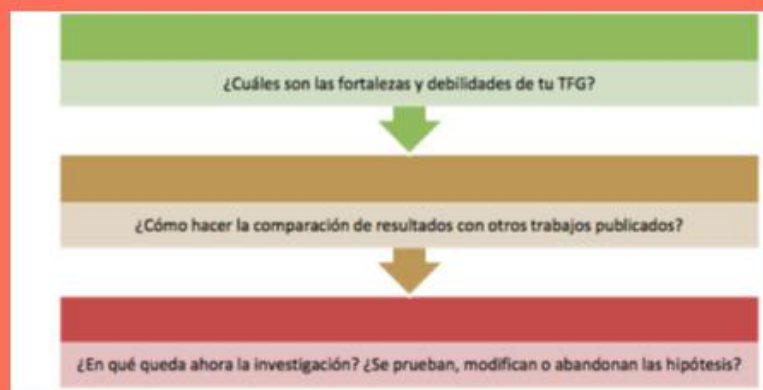 ¿Cuáles son las fortalezas y debilidades de tu TFG?
¿Cómo hacer la comparación de resultados con otros trabajos publicados?
¿En qué queda ahora la investigación? ¿Se prueban, modifican o abandonan las hipótesis?